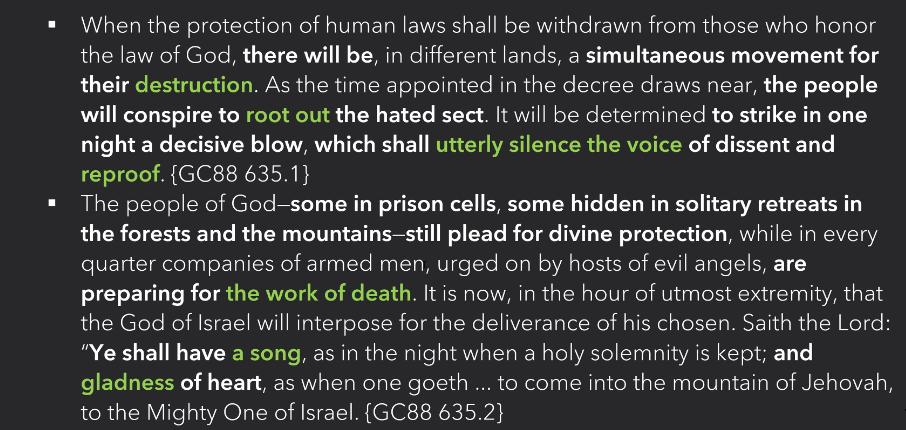 ▪ When the protection of human laws shall be withdrawn from those who honor
the law of God, there will be, in different lands, a simultaneous movement for
their destruction. As the time appointed in the decree draws near, the people
will conspire to root out the hated sect. It will be determined to strike in one
night a decisive blow, which shall utterly silence the voice of dissent and
reproof. {GC88 635.1}
▪ The people of God—some in prison cells, some hidden in solitary retreats in
the forests and the mountains—still plead for divine protection, while in every
quarter companies of armed men, urged on by hosts of evil angels, are
preparing for the work of death. It is now, in the hour of utmost extremity, that
the God of Israel will interpose for the deliverance of his chosen. Saith the Lord:
“Ye shall have a song, as in the night when a holy solemnity is kept; and
gladness of heart, as when one goeth ... to come into the mountain of Jehovah,
to the Mighty One of Israel. {GC88 635.2}